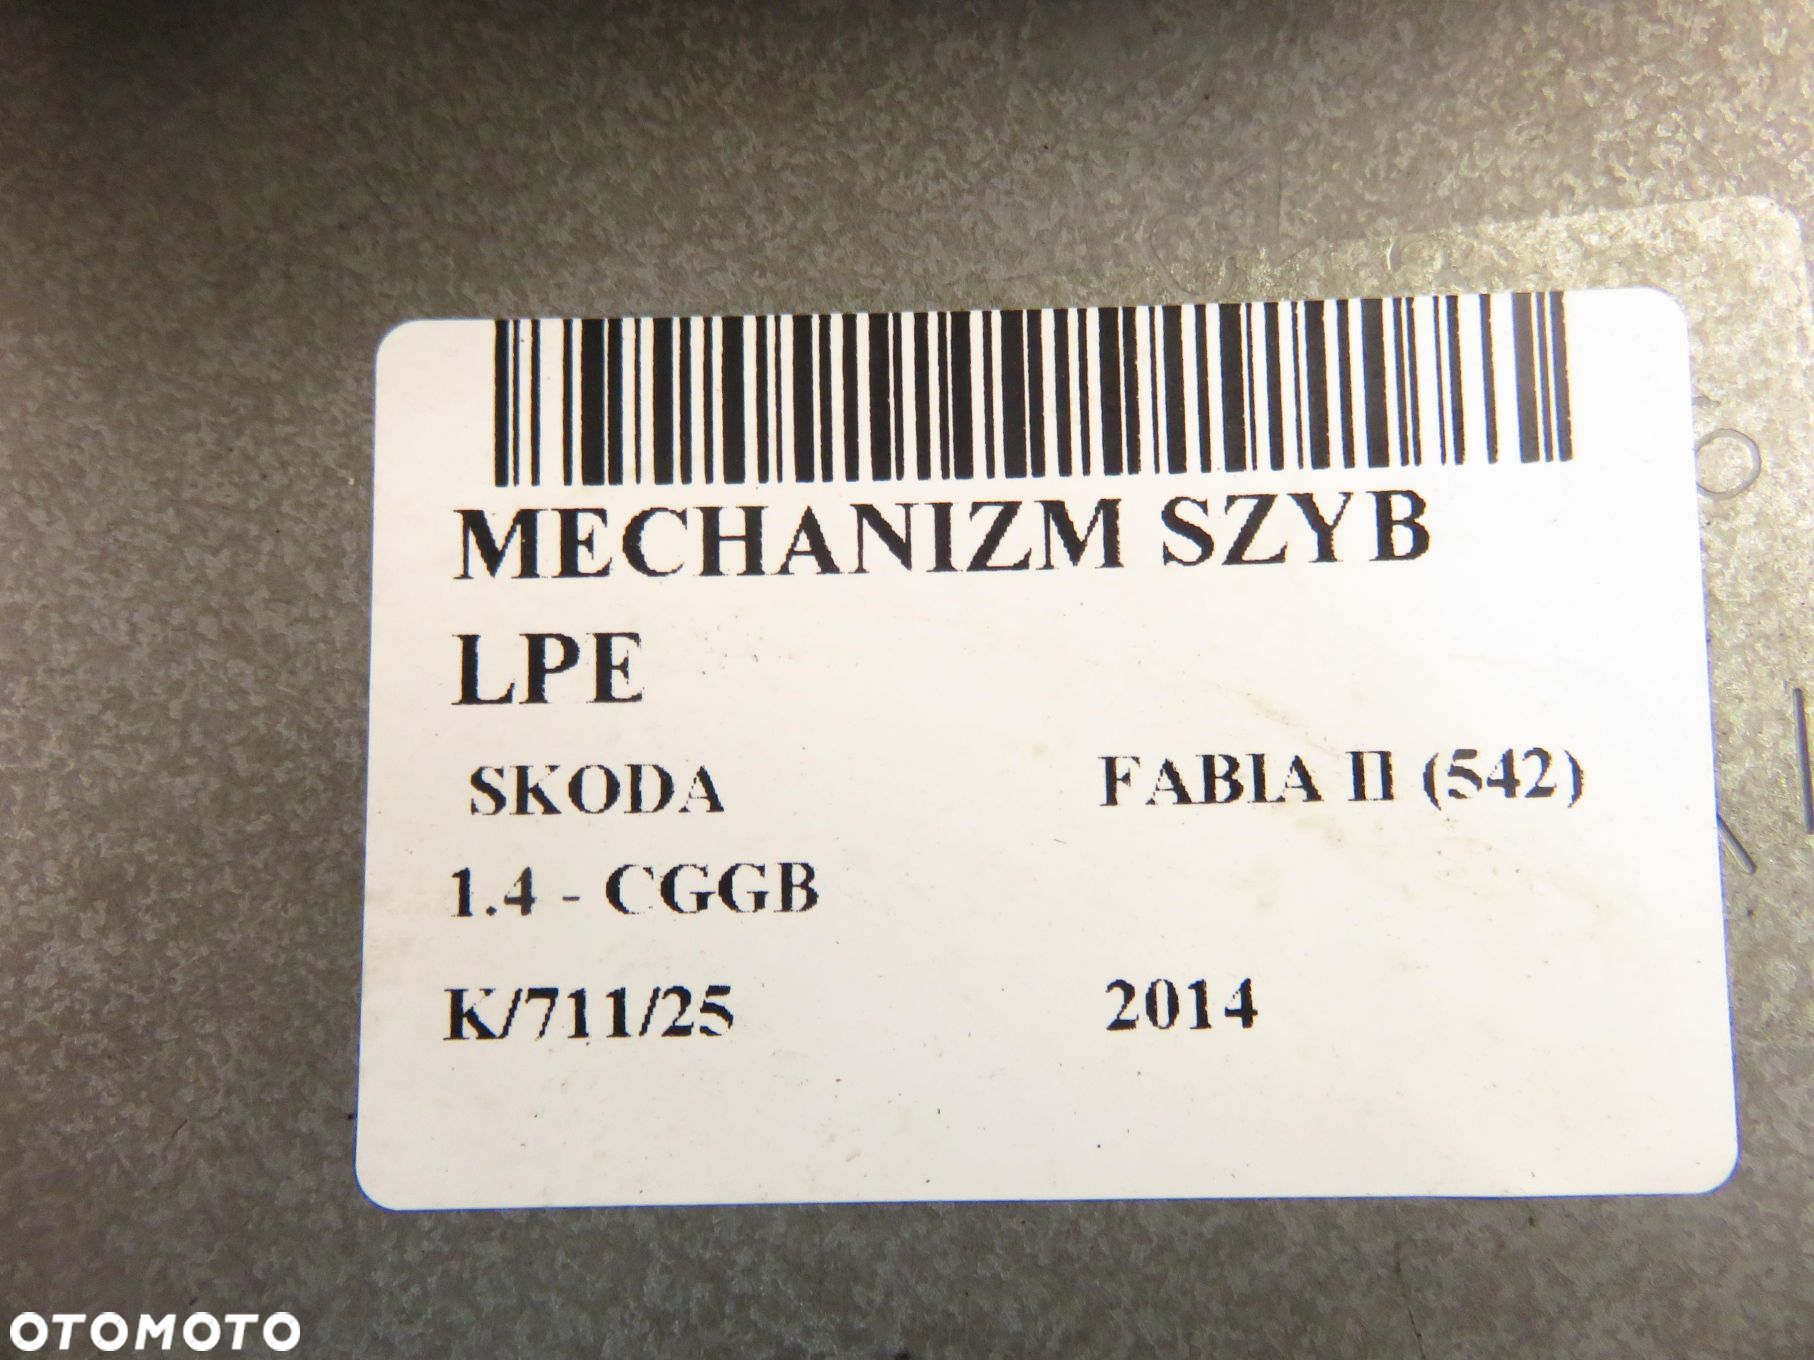 MECHANIZM SZYB
LPE
SKODA FABIA II (542)
1.4 - CGGB
K/711/25 2014
OTOMOTO